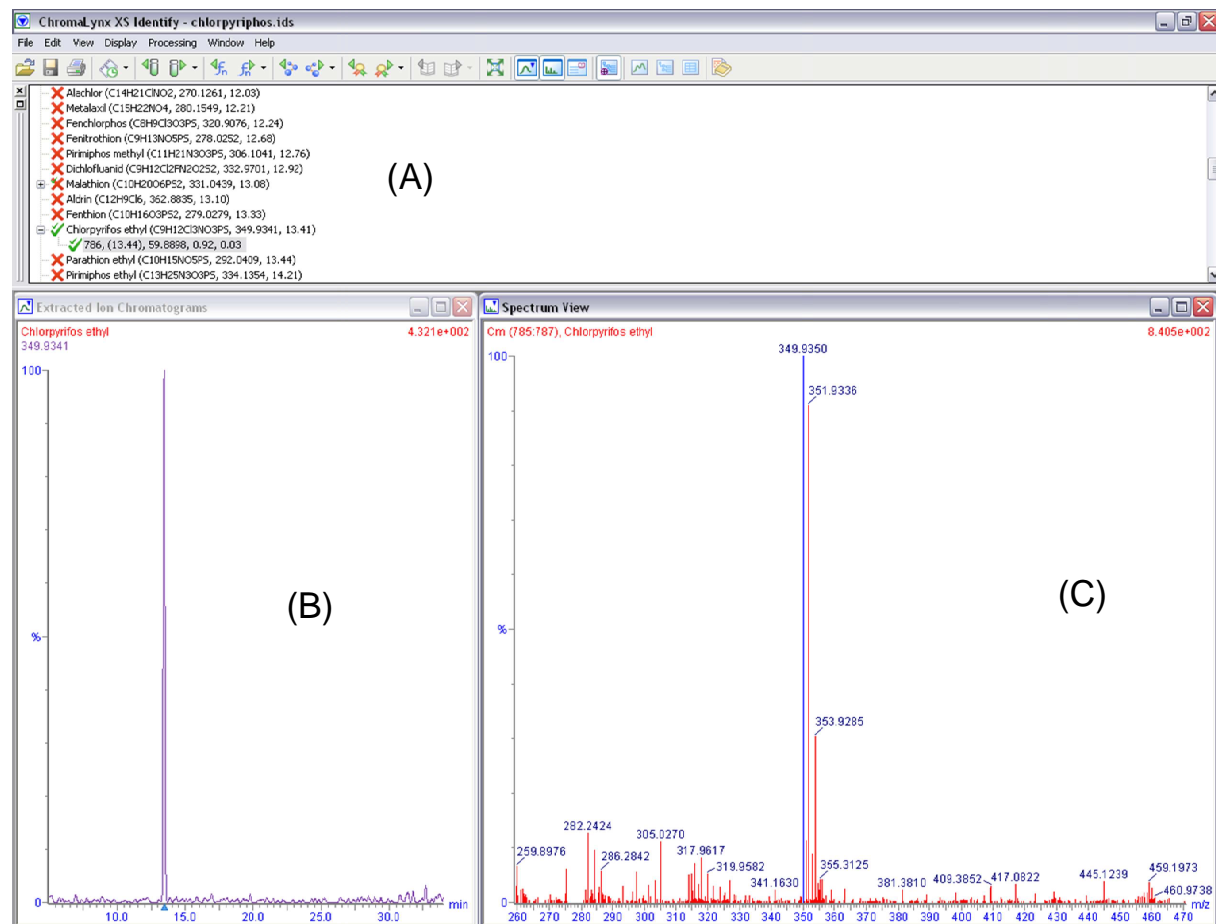 ChromaLynx XS Identify - chlorpyriphos.ids
File Edit View Display Processing Window Help
Alachlor (C14H21ClNO2, 270.1261, 12.03)
Metalaxil (C15H22NO4, 280.1549, 12.21)
Fenchlorphos (C8H9Cl3O3PS, 320.9076, 12.24)
Fenitrothion (C9H13NO5PS, 278.0252, 12.68)
Pirimiphos methyl (C11H21N3O3PS, 306.1041, 12.76)
Dichlofluanid (C9H12Cl2FN2O2S2, 332.9701, 12.92)
Malathion (C10H20O6PS2, 331.0439, 13.08)
Aldrin (C12H9Cl6, 362.8835, 13.10)
Fenthion (C10H16O3PS2, 279.0279, 13.33)
Chlorpyrifos ethyl (C9H12Cl3NO3PS, 349.9341, 13.41)
786, (13.44), 59.8898, 0.92, 0.03
Parathion ethyl (C10H15NO5PS, 292.0409, 13.44)
Pirimiphos ethyl (C13H25N3O3PS, 334.1354, 14.21)
(A)
Extracted Ion Chromatograms
Chlorpyrifos ethyl 4.321e+002
349.9341
100
%
(B)
10.0 15.0 20.0 25.0 30.0 min
Spectrum View
Cm (785:787), Chlorpyrifos ethyl 8.405e+002
100
349.9350
351.9336
%
(C)
353.9285
282.2424
305.0270
259.8976
286.2842
317.9617
319.9582
341.1630
355.3125
381.3810
409.3852
417.0822
445.1239
459.1973
460.9738
260 270 280 290 300 310 320 330 340 350 360 370 380 390 400 410 420 430 440 450 460 470 m/z